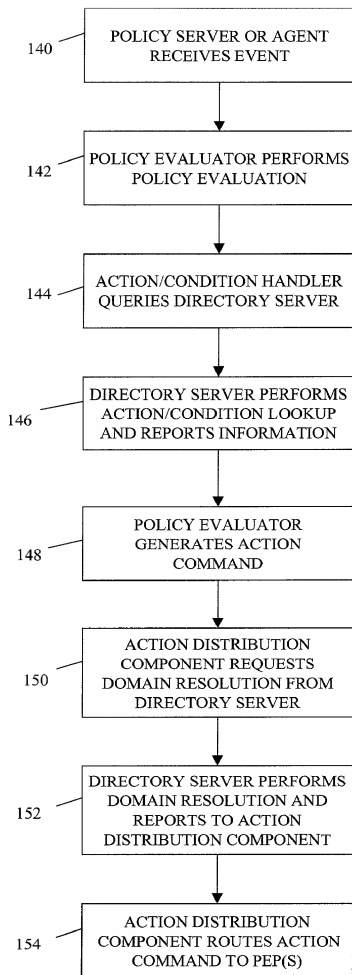 140
POLICY SERVER OR AGENT
RECEIVES EVENT
142
POLICY EVALUATOR PERFORMS
POLICY EVALUATION
144
ACTION/CONDITION HANDLER
QUERIES DIRECTORY SERVER
146
DIRECTORY SERVER PERFORMS
ACTION/CONDITION LOOKUP
AND REPORTS INFORMATION
148
POLICY EVALUATOR
GENERATES ACTION
COMMAND
150
ACTION DISTRIBUTION
COMPONENT REQUESTS
DOMAIN RESOLUTION FROM
DIRECTORY SERVER
152
DIRECTORY SERVER PERFORMS
DOMAIN RESOLUTION AND
REPORTS TO ACTION
DISTRIBUTION COMPONENT
154
ACTION DISTRIBUTION
COMPONENT ROUTES ACTION
COMMAND TO PEP(S)